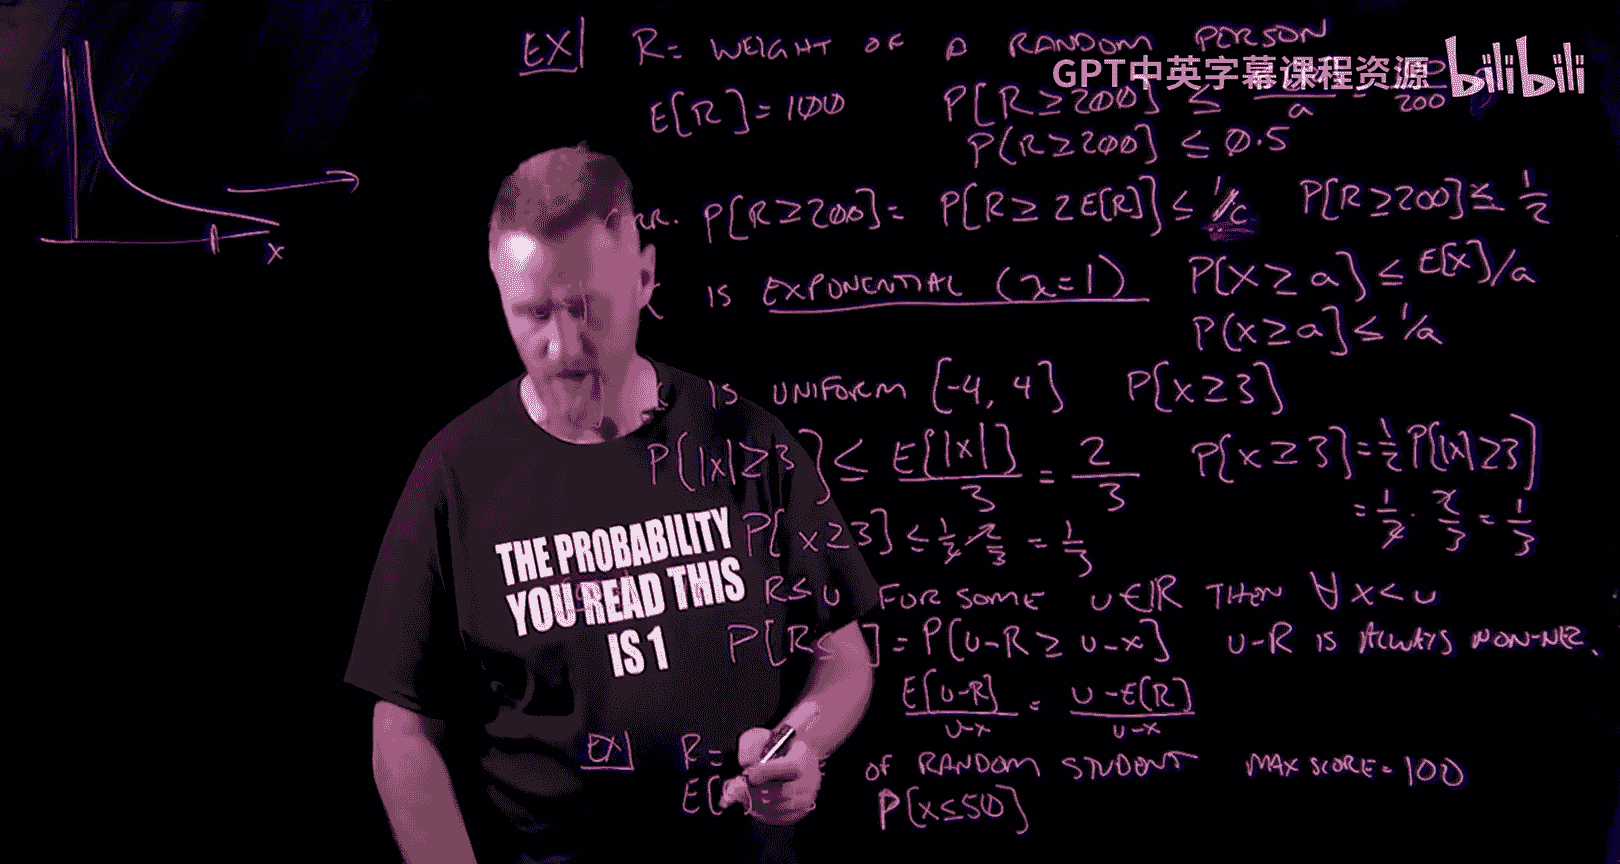 EX R = WEIGHT OF A RANDOM PERSON
GPT中英字幕课程资源 bilibili
E[R] = 100 P[R ≥ 200] ≤ a 200
P[R ≥ 200] ≤ 0.5
P[R ≥ 200] = P[R ≥ 2E[R]] ≤ 1/c P[R ≥ 200] ≤ 1/2
IS EXPONENTIAL (λ=1) P[X ≥ a] ≤ E[X]/a
P[X ≥ a] ≤ 1/a
x
IS UNIFORM [-4, 4] P[X ≥ 3]
P[|X| ≥ 3] ≤ E[|X|]/3 = 2/3 P[X ≥ 3] = 1/2 P[|X| ≥ 3]
= 1/2 · 2/3 = 1/3
P[X ≥ 3] ≤ 1/2 · 2/3 = 1/3
THE PROBABILITY
YOU READ THIS
IS 1
R ≤ U FOR SOME U ∈ ℝ THEN ∀ x < U
P[R ≤ ] = P[U-R ≥ U-x] U-R IS ALWAYS NON-NEG.
E[U-R]/U-x = U-E[R]/U-x
EX R = OF RANDOM STUDENT MAX SCORE = 100
E[ = P[X ≤ 50]